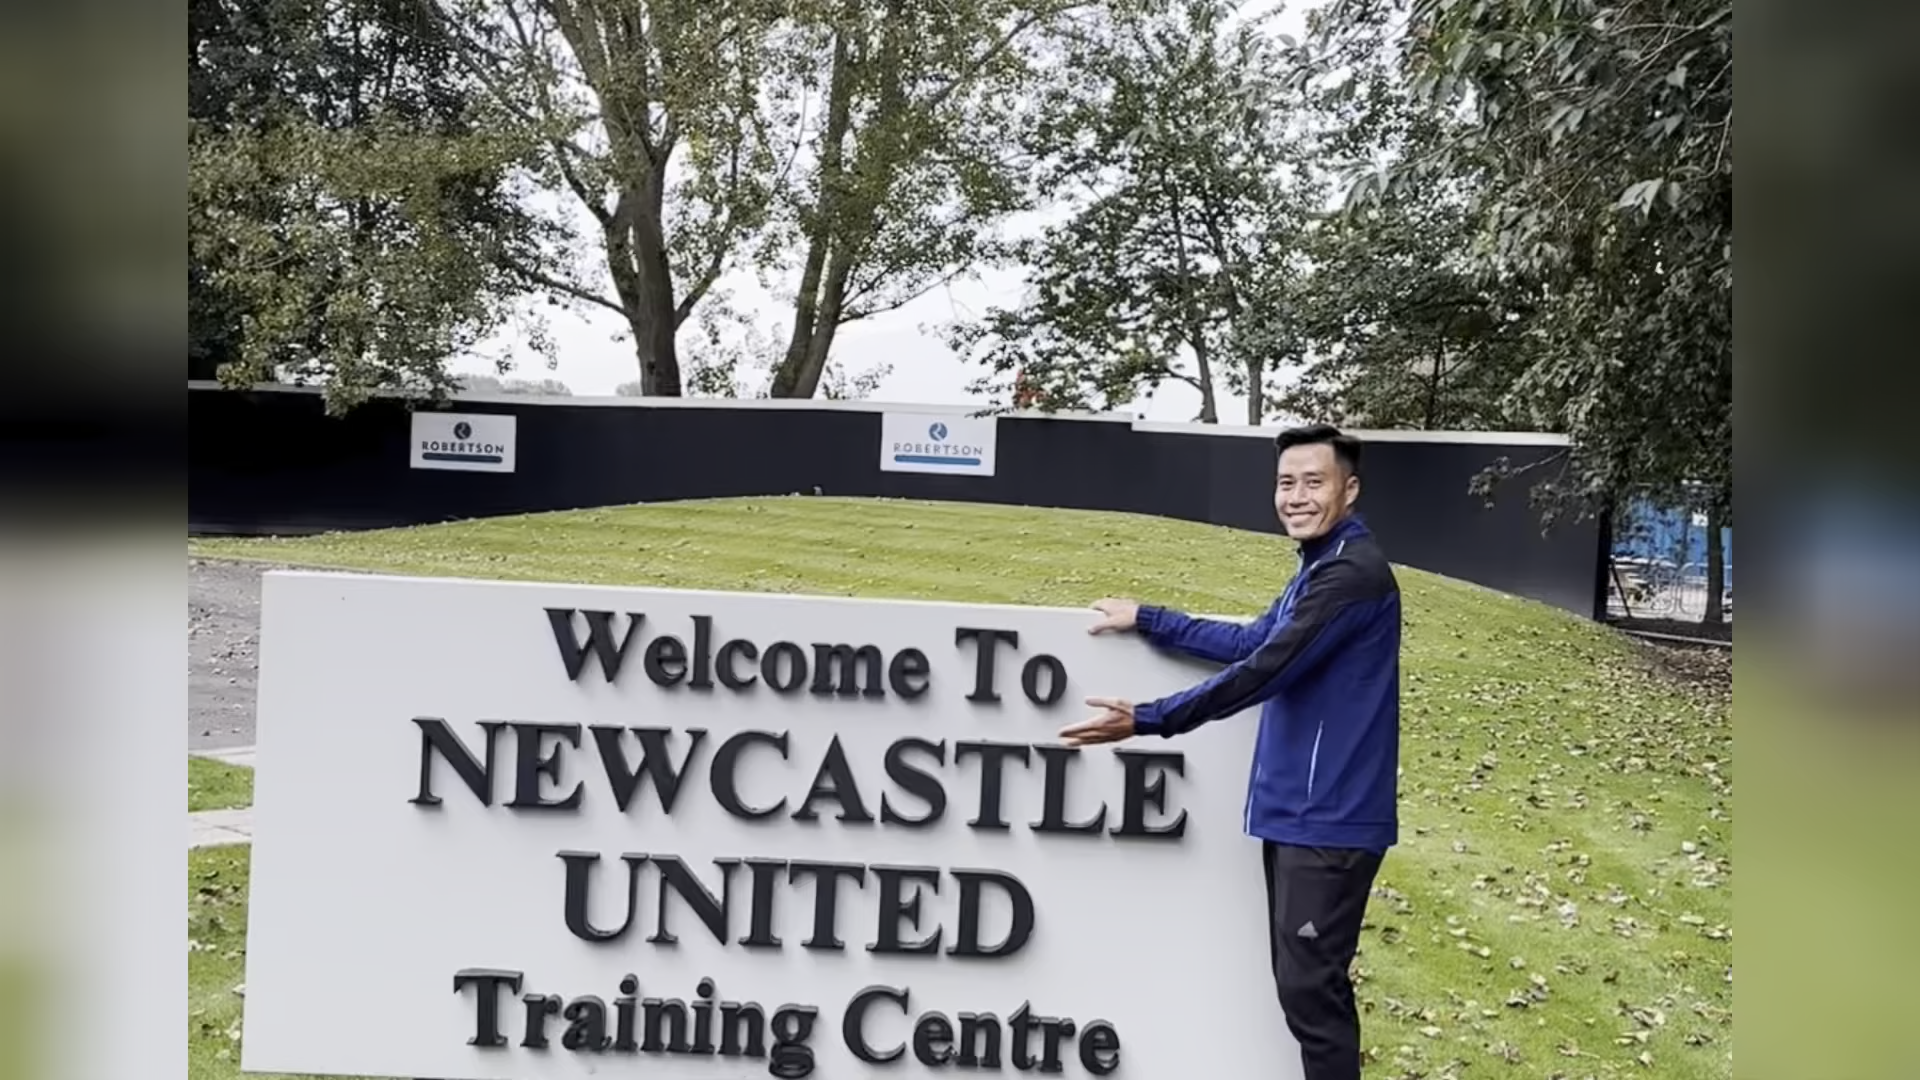 ROBERTSON
ROBERTSON
Welcome To
NEWCASTLE
UNITED
Training Centre